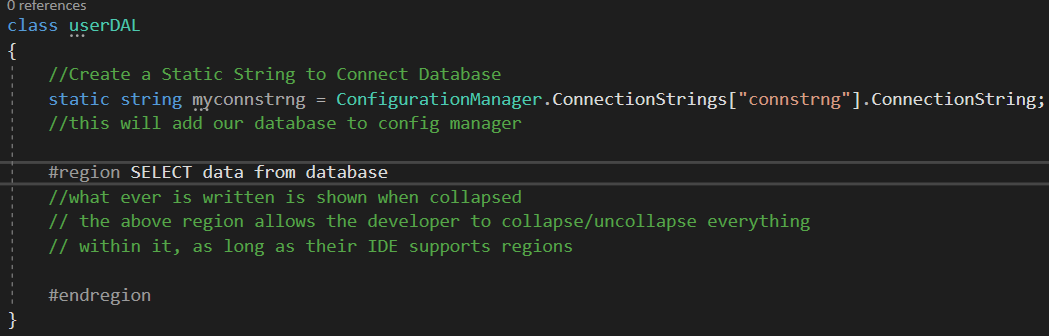 0 references
class userDAL
{
//Create a Static String to Connect Database
static string myconnstrng = ConfigurationManager.ConnectionStrings["connstrng"].ConnectionString;
//this will add our database to config manager
#region SELECT data from database
//what ever is written is shown when collapsed
// the above region allows the developer to collapse/uncollapse everything
// within it, as long as their IDE supports regions
#endregion
}